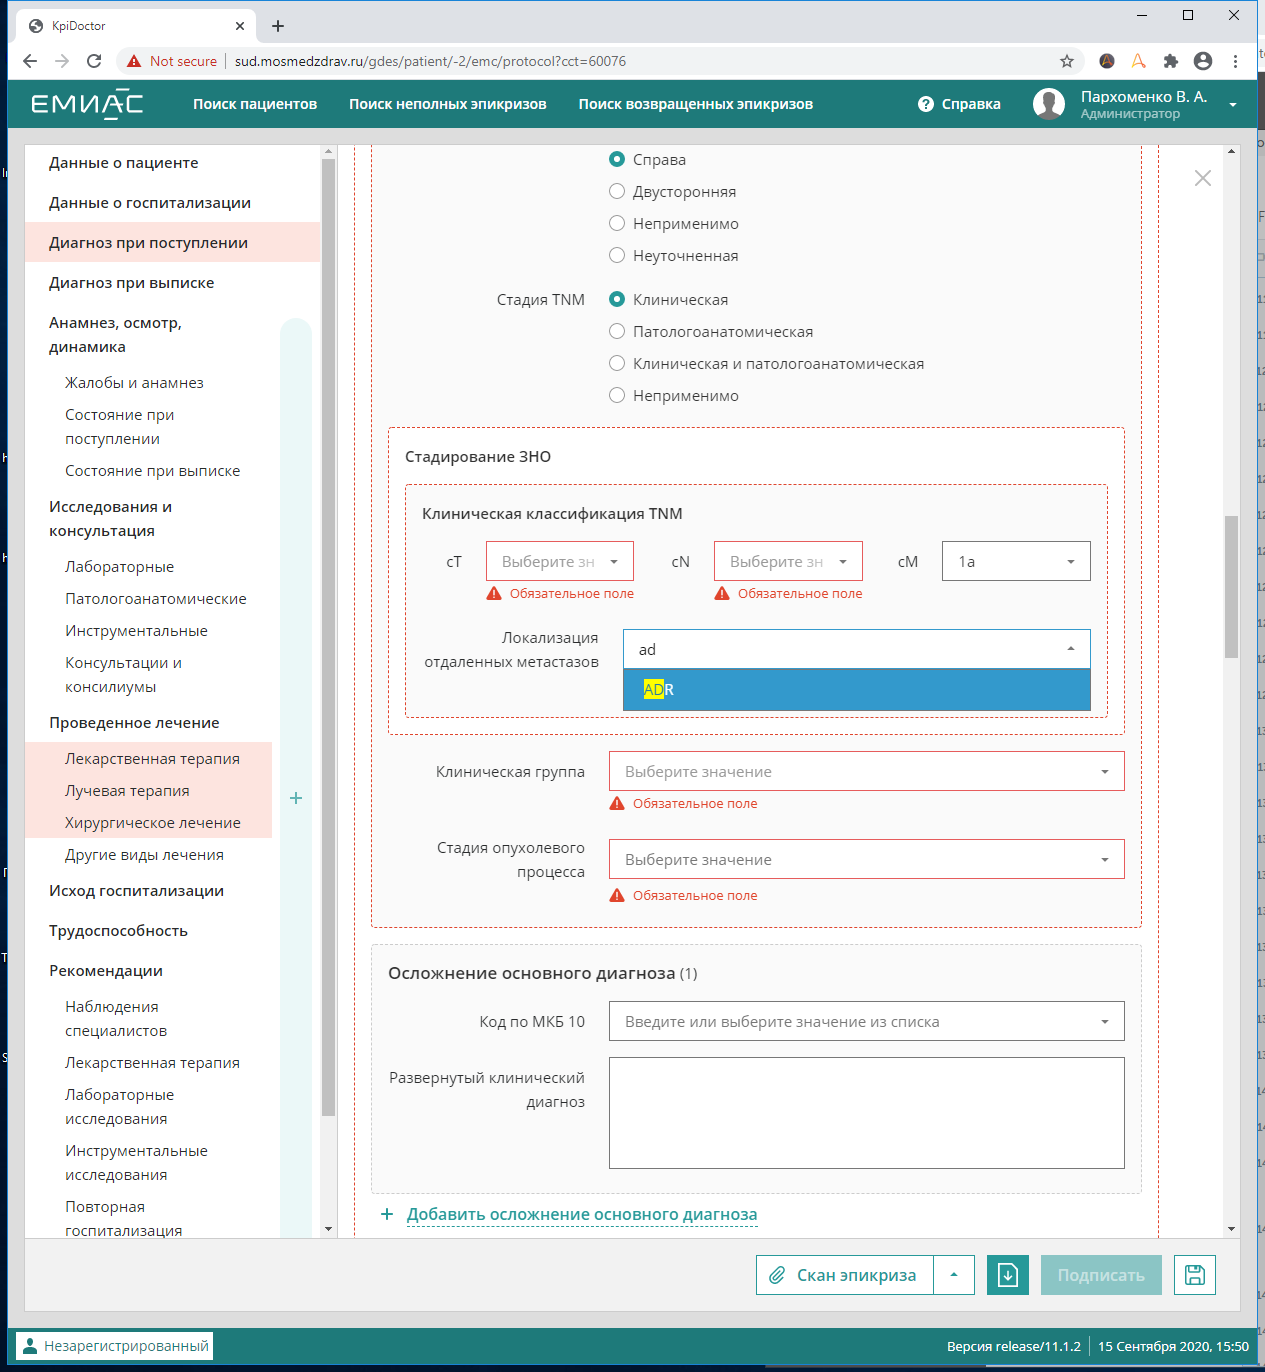 KpiDoctor
Not secure
sud.mosmedzdrav.ru/gdes/patient/-2/emc/protocol?cct=60076
ЕМИАС
Поиск пациентов
Поиск неполных эпикризов
Поиск возвращенных эпикризов
Справка
Пархоменко В. А.
Администратор
Данные о пациенте
Данные о госпитализации
Диагноз при поступлении
Диагноз при выписке
Анамнез, осмотр,
динамика
Жалобы и анамнез
Состояние при
поступлении
Состояние при выписке
Исследования и
консультация
Лабораторные
Патологоанатомические
Инструментальные
Консультации и
консилиумы
Проведенное лечение
Лекарственная терапия
Лучевая терапия
Хирургическое лечение
Другие виды лечения
Исход госпитализации
Трудоспособность
Рекомендации
Наблюдения
специалистов
Лекарственная терапия
Лабораторные
исследования
Инструментальные
исследования
Повторная
госпитализация
Справа
Двусторонняя
Неприменимо
Неуточненная
Стадия TNM
Клиническая
Патологоанатомическая
Клиническая и патологоанатомическая
Неприменимо
Стадирование ЗНО
Клиническая классификация TNM
cT
Выберите зн
cN
Выберите зн
cM
1a
Обязательное поле
Обязательное поле
Локализация
отдаленных метастазов
ad
ADR
Клиническая группа
Выберите значение
Обязательное поле
Стадия опухолевого
процесса
Выберите значение
Обязательное поле
Осложнение основного диагноза (1)
Код по МКБ 10
Введите или выберите значение из списка
Развернутый клинический
диагноз
+ Добавить осложнение основного диагноза
Скан эпикриза
Подписать
Незарегистрированный
Версия release/11.1.2
15 Сентября 2020, 15:50